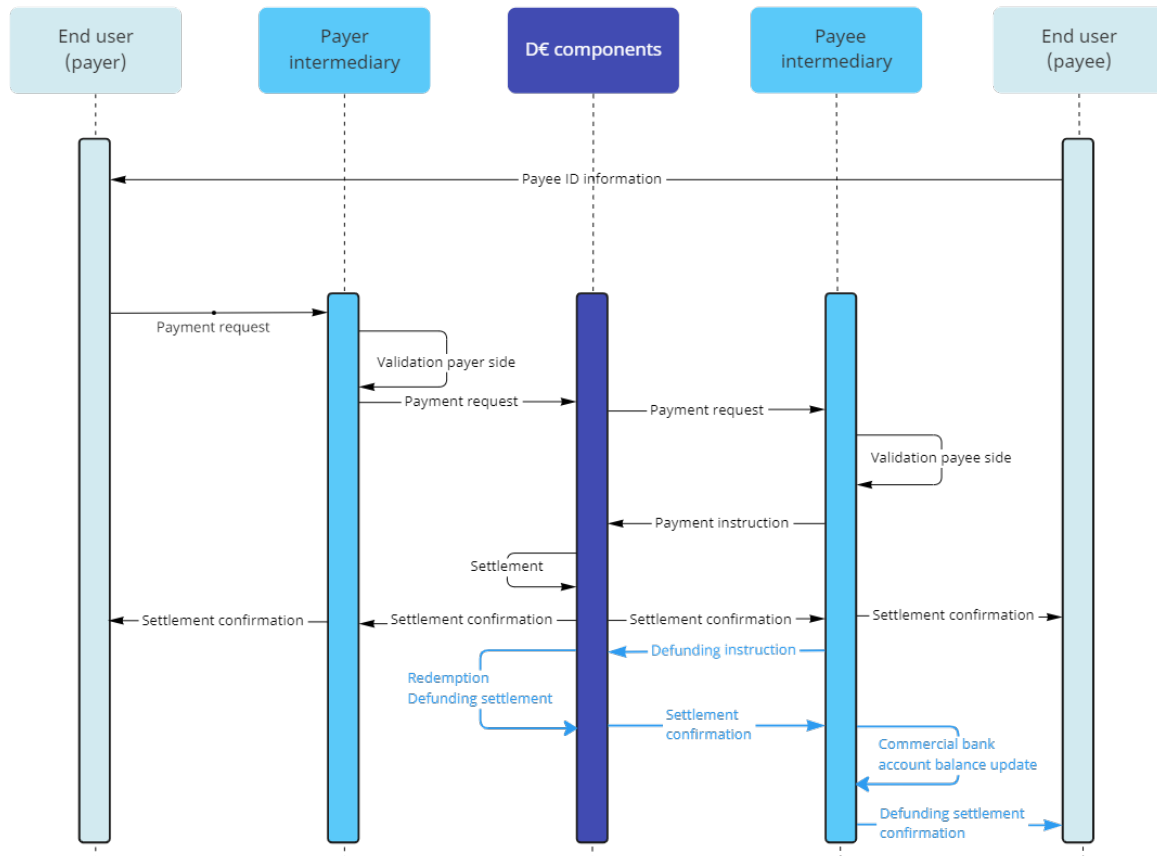 End user
(payer)
Payer
intermediary
D€ components
Payee
intermediary
End user
(payee)
Payee ID information
Payment request
Validation payer side
Payment request
Payment request
Validation payee side
Payment instruction
Settlement
Settlement confirmation
Settlement confirmation
Settlement confirmation
Settlement confirmation
Defunding instruction
Redemption
Defunding settlement
Settlement
confirmation
Commercial bank
account balance update
Defunding settlement
confirmation